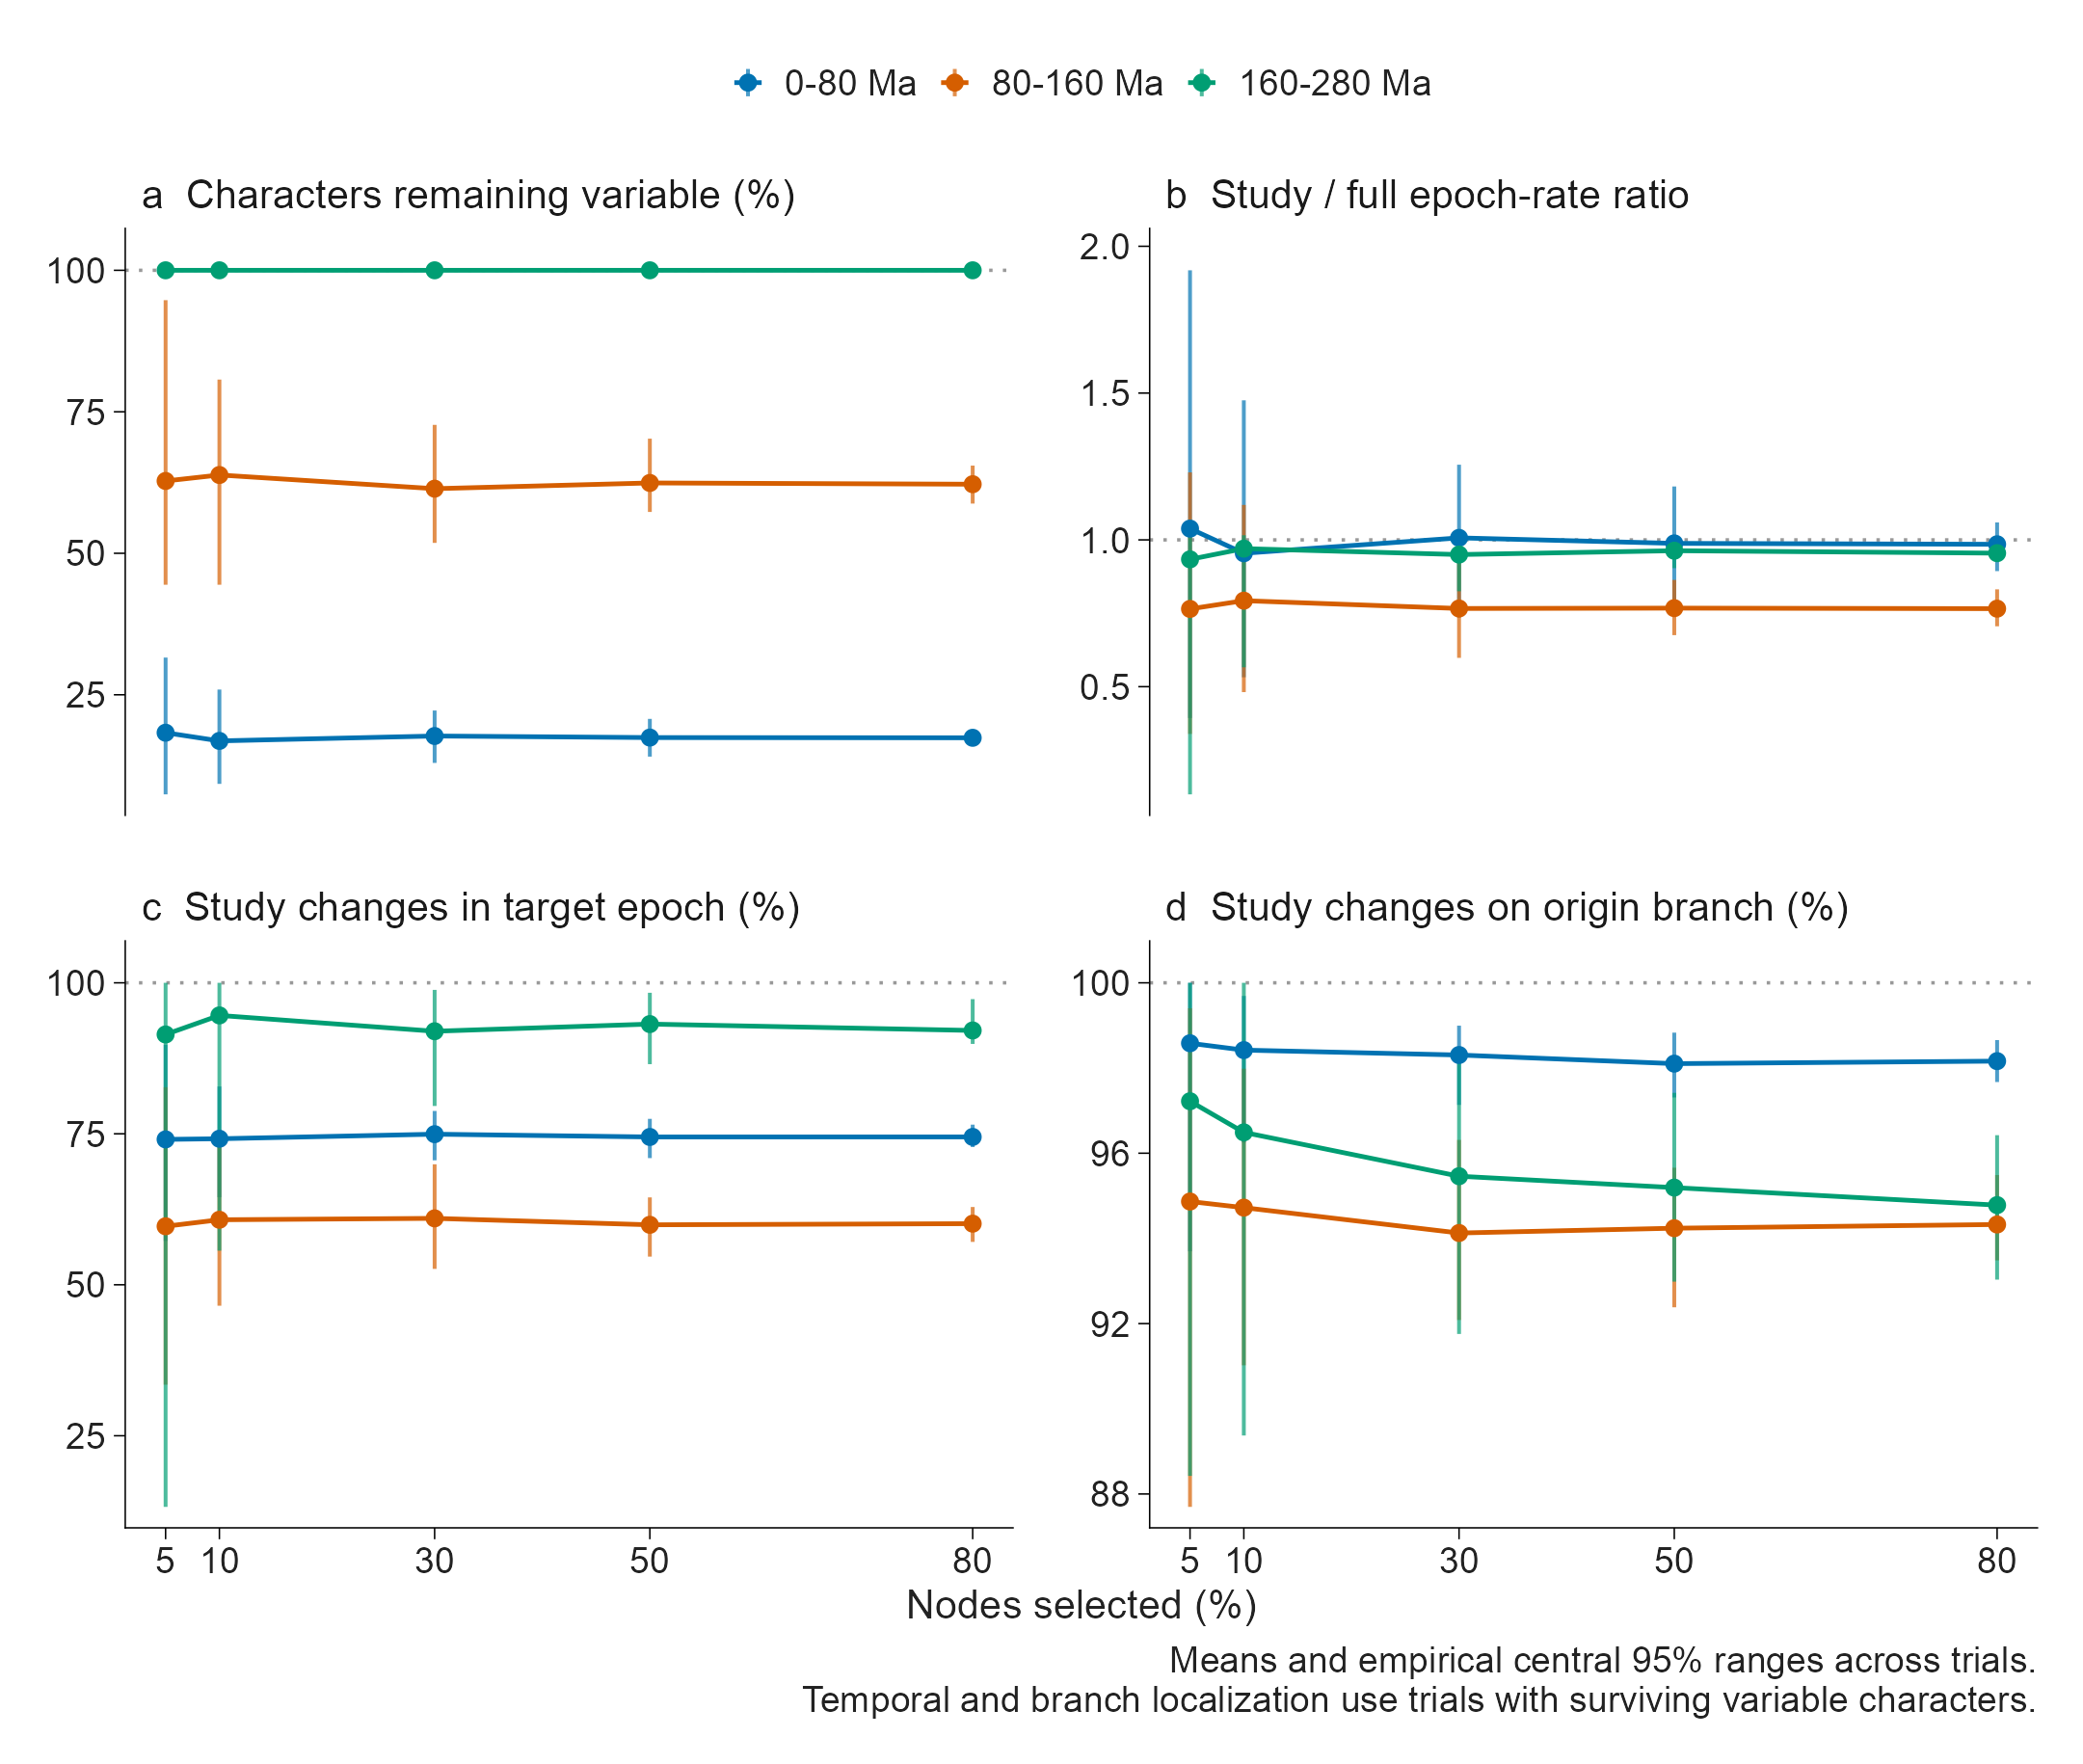 0-80 Ma 80-160 Ma 160-280 Ma
a Characters remaining variable (%)
100
75
50
25
b Study / full epoch-rate ratio
2.0
1.5
1.0
0.5
c Study changes in target epoch (%)
100
75
50
25
5 10 30 50 80
d Study changes on origin branch (%)
100
96
92
88
5 10 30 50 80
Nodes selected (%)
Means and empirical central 95% ranges across trials.
Temporal and branch localization use trials with surviving variable characters.